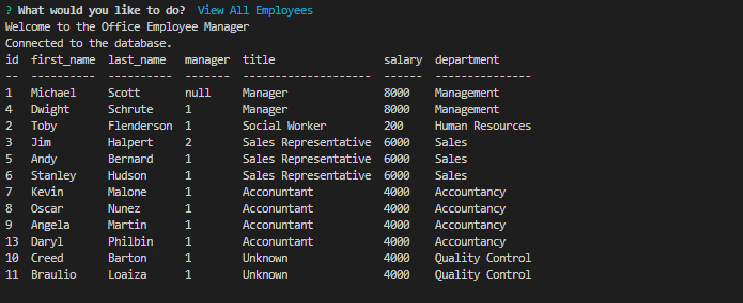 ? What would you like to do? View All Employees
Welcome to the Office Employee Manager
Connected to the database.
id first_name last_name manager title salary department
-- ---------- ---------- ------- -------------------- ------ ---------------
1 Michael Scott null Manager 8000 Management
4 Dwight Schrute 1 Manager 8000 Management
2 Toby Flenderson 1 Social Worker 200 Human Resources
3 Jim Halpert 2 Sales Representative 6000 Sales
5 Andy Bernard 1 Sales Representative 6000 Sales
6 Stanley Hudson 1 Sales Representative 6000 Sales
7 Kevin Malone 1 Acconuntant 4000 Accountancy
8 Oscar Nunez 1 Acconuntant 4000 Accountancy
9 Angela Martin 1 Acconuntant 4000 Accountancy
13 Daryl Philbin 1 Acconuntant 4000 Accountancy
10 Creed Barton 1 Unknown 4000 Quality Control
11 Braulio Loaiza 1 Unknown 4000 Quality Control